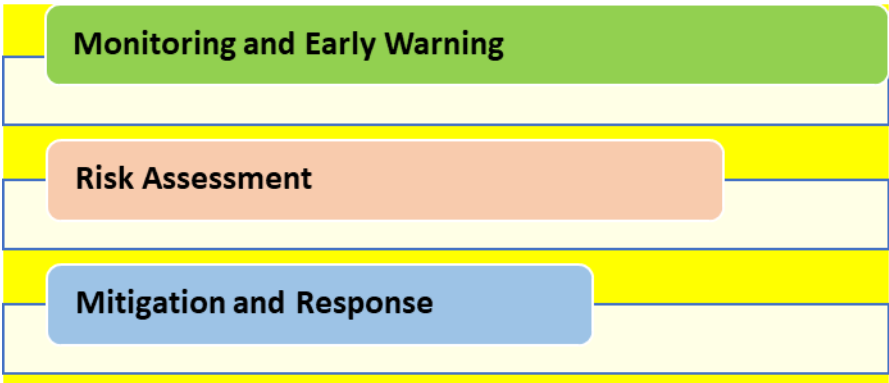 Monitoring and Early Warning
Risk Assessment
Mitigation and Response